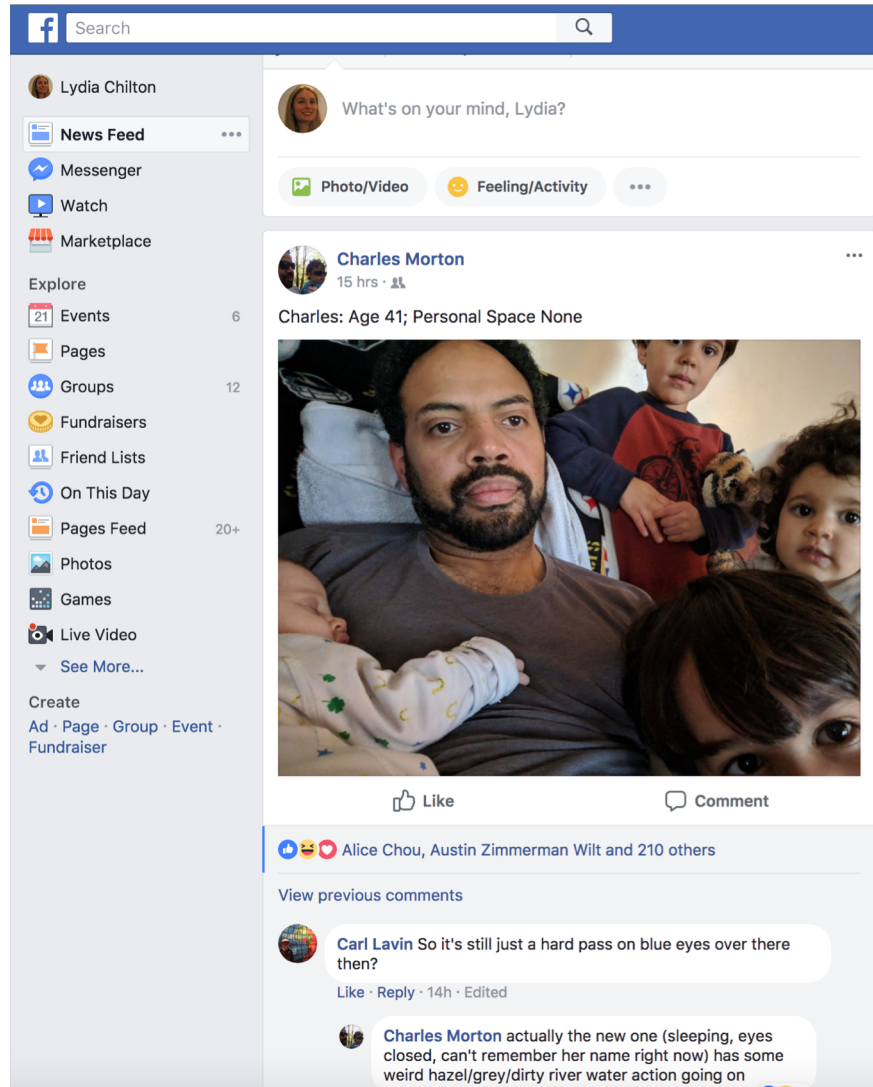 Search
Lydia Chilton
What's on your mind, Lydia?
News Feed
Messenger
Watch
Marketplace
Photo/Video
Feeling/Activity
Explore
21 Events 6
Pages
Groups 12
Fundraisers
Friend Lists
On This Day
Pages Feed 20+
Photos
Games
Live Video
See More...
Create
Ad · Page · Group · Event ·
Fundraiser
Charles Morton
15 hrs ·
Charles: Age 41; Personal Space None
Like Comment
Alice Chou, Austin Zimmerman Wilt and 210 others
View previous comments
Carl Lavin So it's still just a hard pass on blue eyes over there
then?
Like · Reply · 14h · Edited
Charles Morton actually the new one (sleeping, eyes
closed, can't remember her name right now) has some
weird hazel/grey/dirty river water action going on